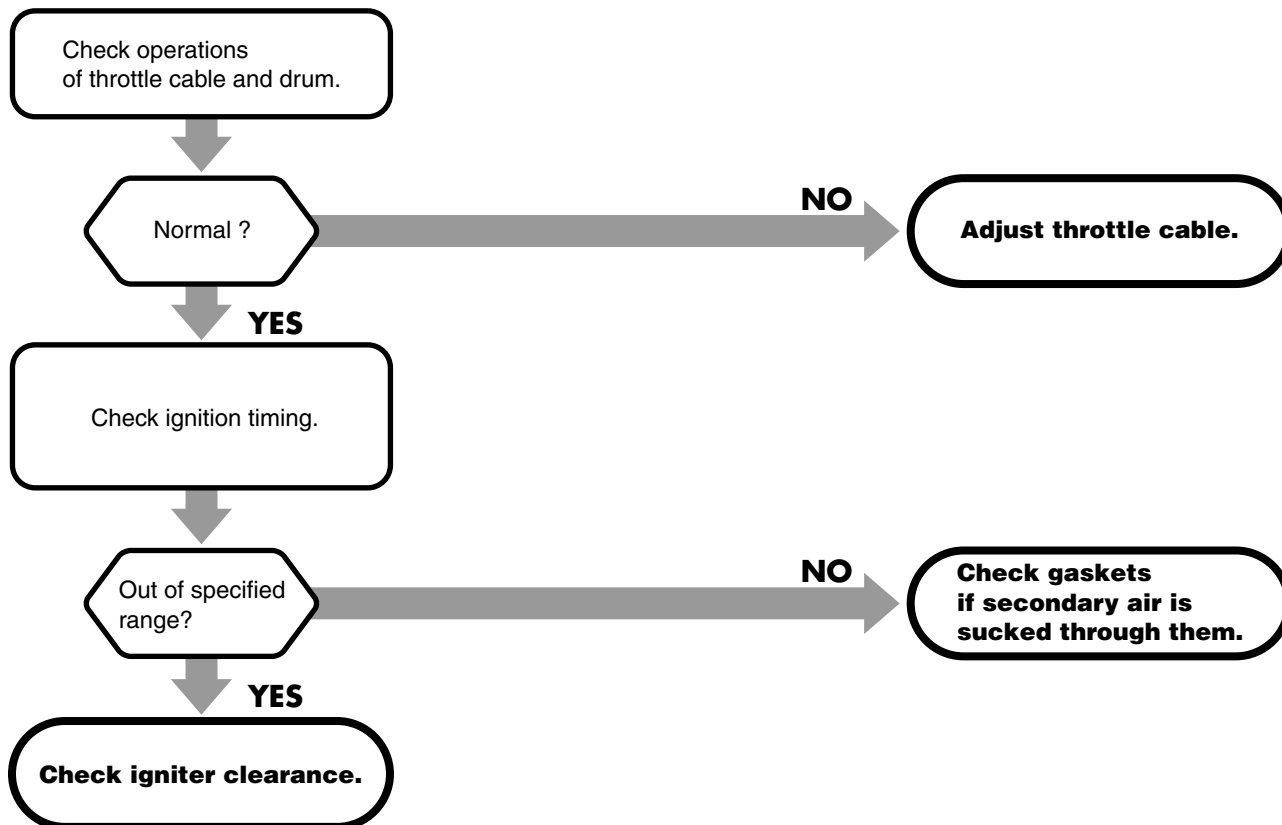 Check operations
of throttle cable and drum.
Normal ?
NO
Adjust throttle cable.
YES
Check ignition timing.
Out of specified
range?
NO
Check gaskets
if secondary air is
sucked through them.
YES
Check igniter clearance.